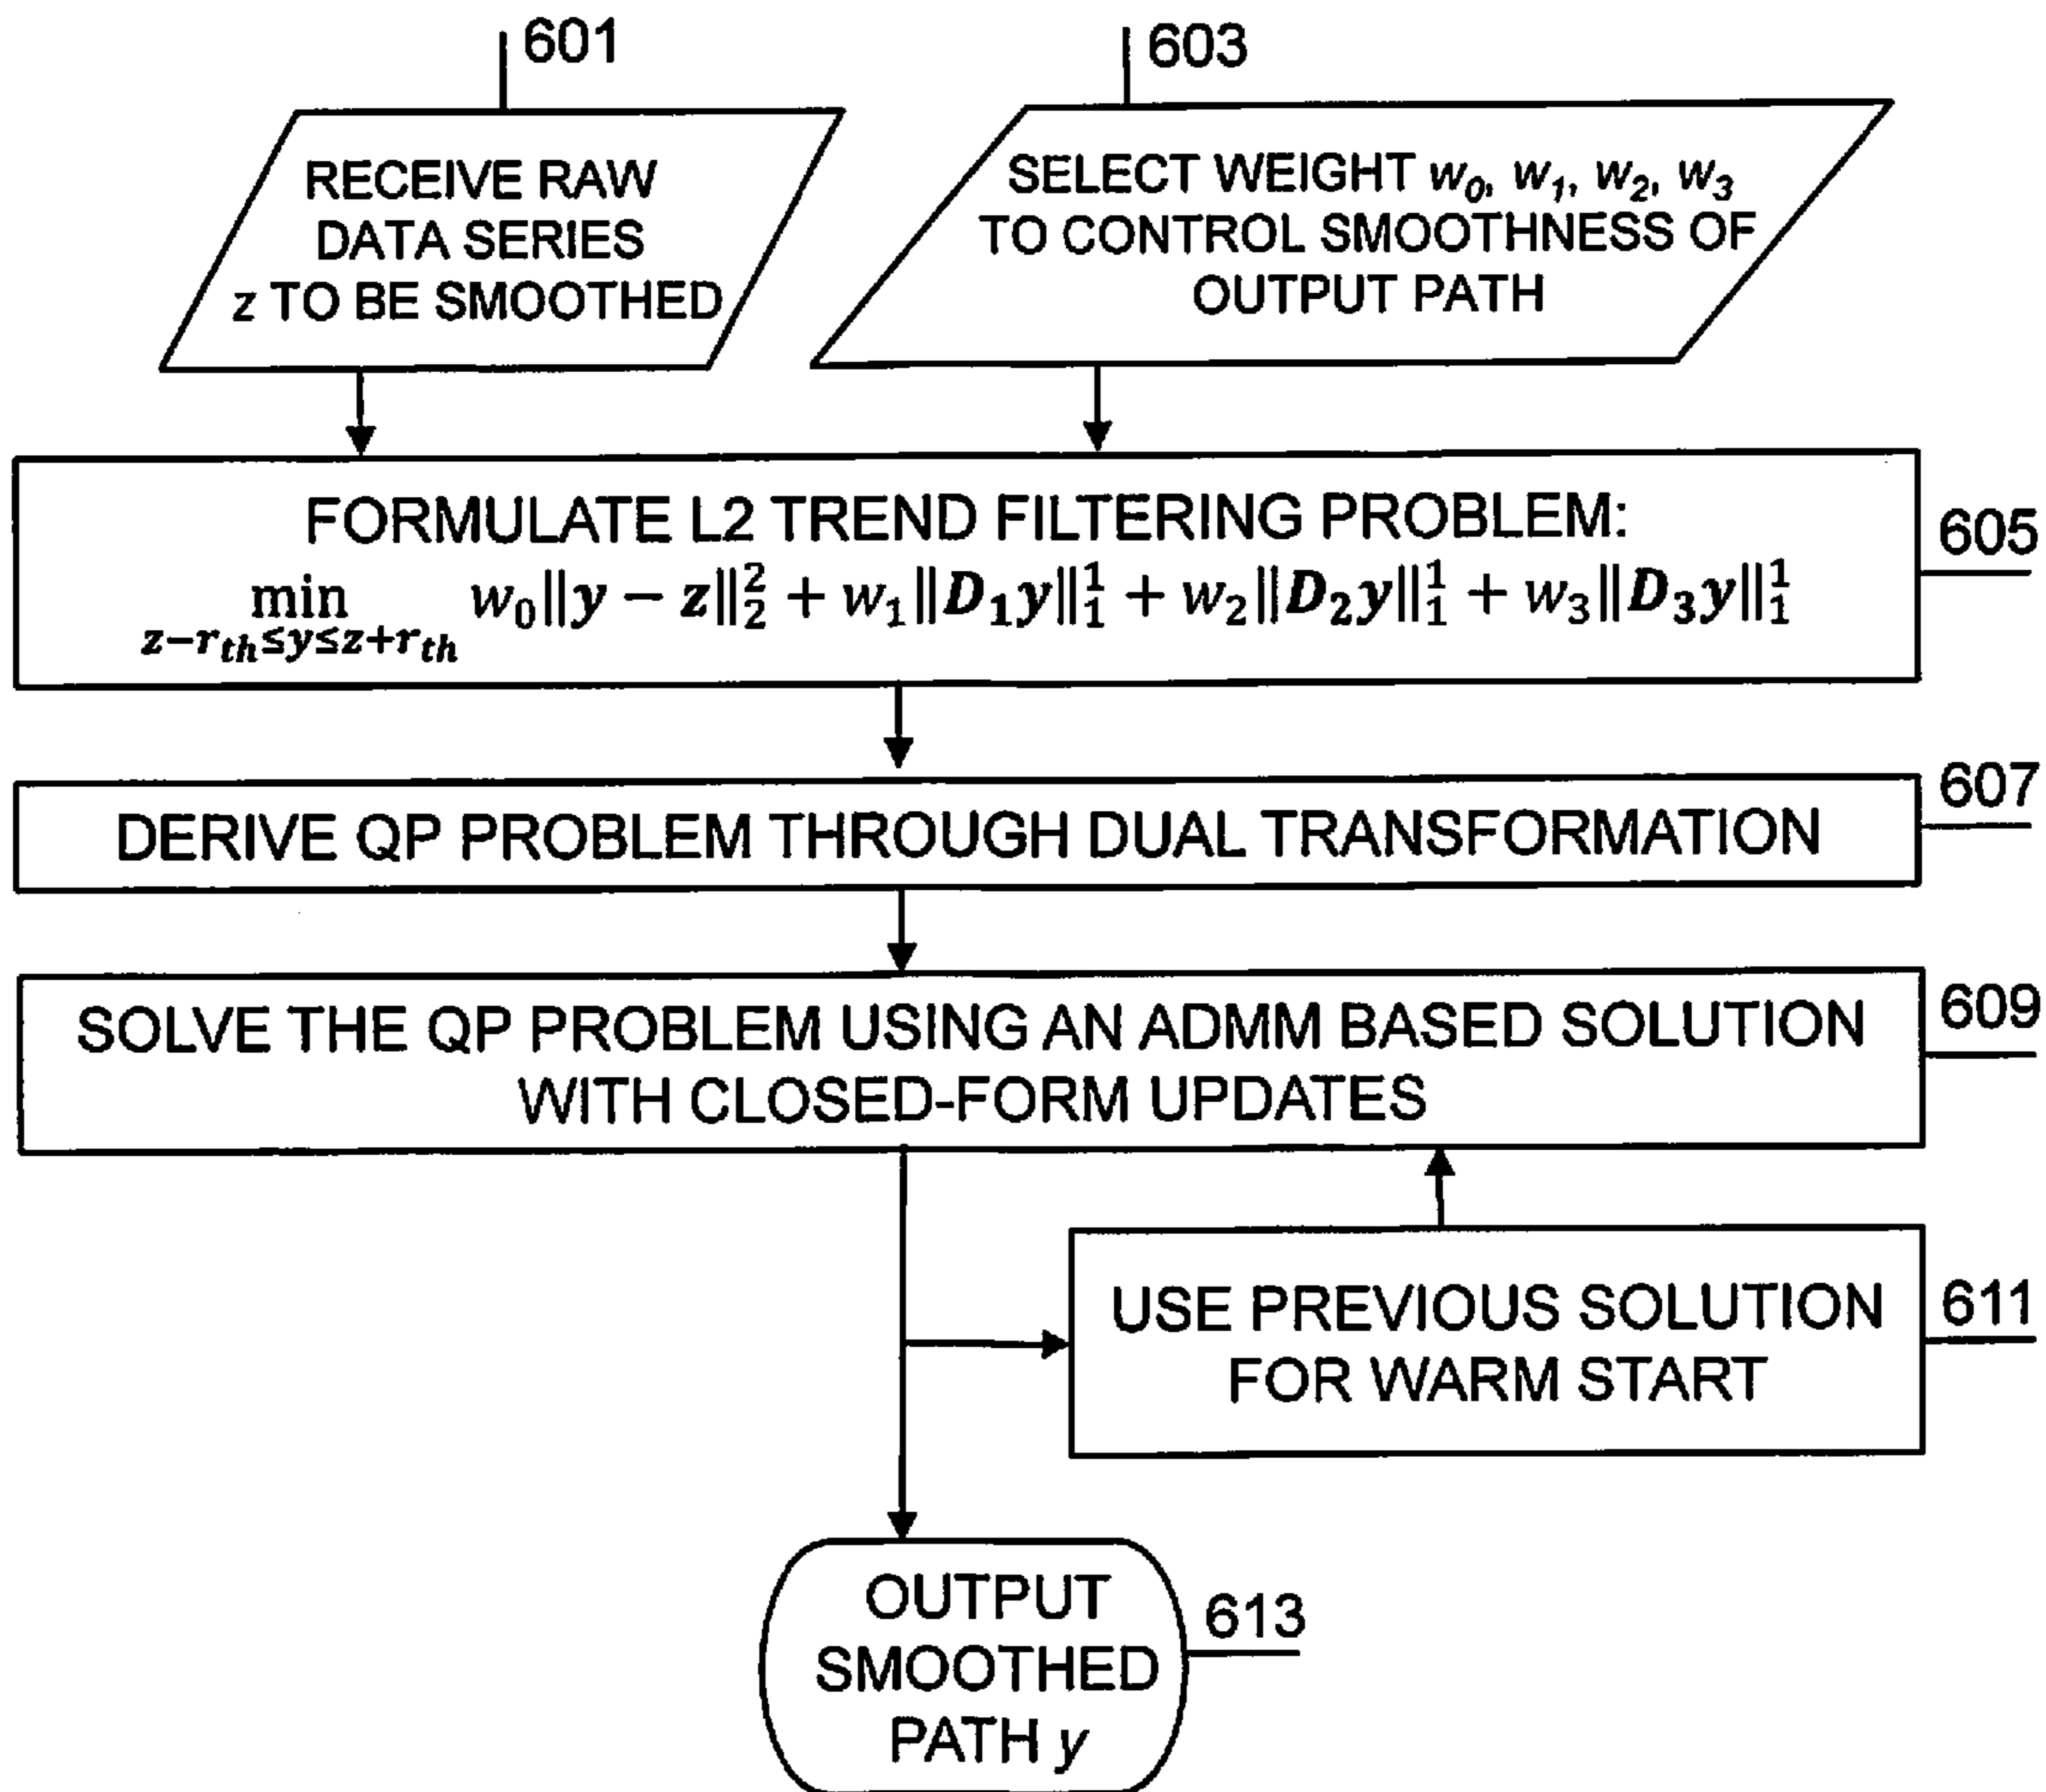 601
RECEIVE RAW
DATA SERIES
z TO BE SMOOTHED
603
SELECT WEIGHT w₀, w₁, w₂, w₃
TO CONTROL SMOOTHNESS OF
OUTPUT PATH
FORMULATE L2 TREND FILTERING PROBLEM:
min w₀‖y − z‖₂² + w₁‖D₁y‖₁¹ + w₂‖D₂y‖₁¹ + w₃‖D₃y‖₁¹
z−r_th≤y≤z+r_th
605
607
DERIVE QP PROBLEM THROUGH DUAL TRANSFORMATION
SOLVE THE QP PROBLEM USING AN ADMM BASED SOLUTION
WITH CLOSED-FORM UPDATES
609
USE PREVIOUS SOLUTION
FOR WARM START
611
OUTPUT
SMOOTHED
PATH y
613